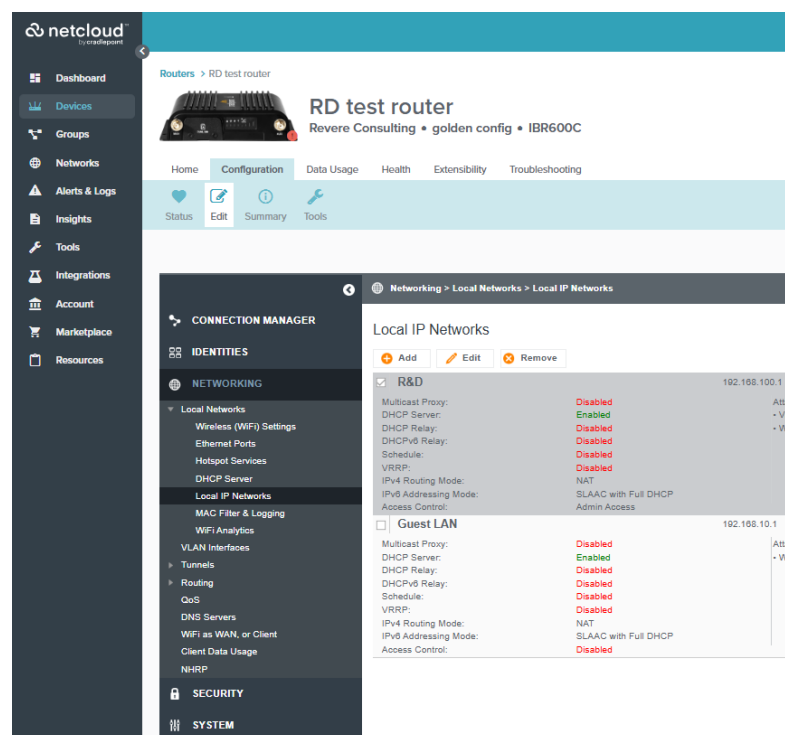 netcloud
by cradlepoint
Dashboard
Devices
Groups
Networks
Alerts & Logs
Insights
Tools
Integrations
Account
Marketplace
Resources
Routers > RD test router
RD test router
Revere Consulting • golden config • IBR600C
Home Configuration Data Usage Health Extensibility Troubleshooting
Status Edit Summary Tools
CONNECTION MANAGER
IDENTITIES
NETWORKING
Local Networks
Wireless (WiFi) Settings
Ethernet Ports
Hotspot Services
DHCP Server
Local IP Networks
MAC Filter & Logging
WiFi Analytics
VLAN Interfaces
Tunnels
Routing
QoS
DNS Servers
WiFi as WAN, or Client
Client Data Usage
NHRP
SECURITY
SYSTEM
Networking > Local Networks > Local IP Networks
Local IP Networks
Add Edit Remove
R&D 192.168.100.1
Multicast Proxy: Disabled Att
DHCP Server: Enabled • V
DHCP Relay: Disabled • W
DHCPv6 Relay: Disabled
Schedule: Disabled
VRRP: Disabled
IPv4 Routing Mode: NAT
IPv6 Addressing Mode: SLAAC with Full DHCP
Access Control: Admin Access
Guest LAN 192.168.10.1
Multicast Proxy: Disabled Att
DHCP Server: Enabled • W
DHCP Relay: Disabled
DHCPv6 Relay: Disabled
Schedule: Disabled
VRRP: Disabled
IPv4 Routing Mode: NAT
IPv6 Addressing Mode: SLAAC with Full DHCP
Access Control: Disabled